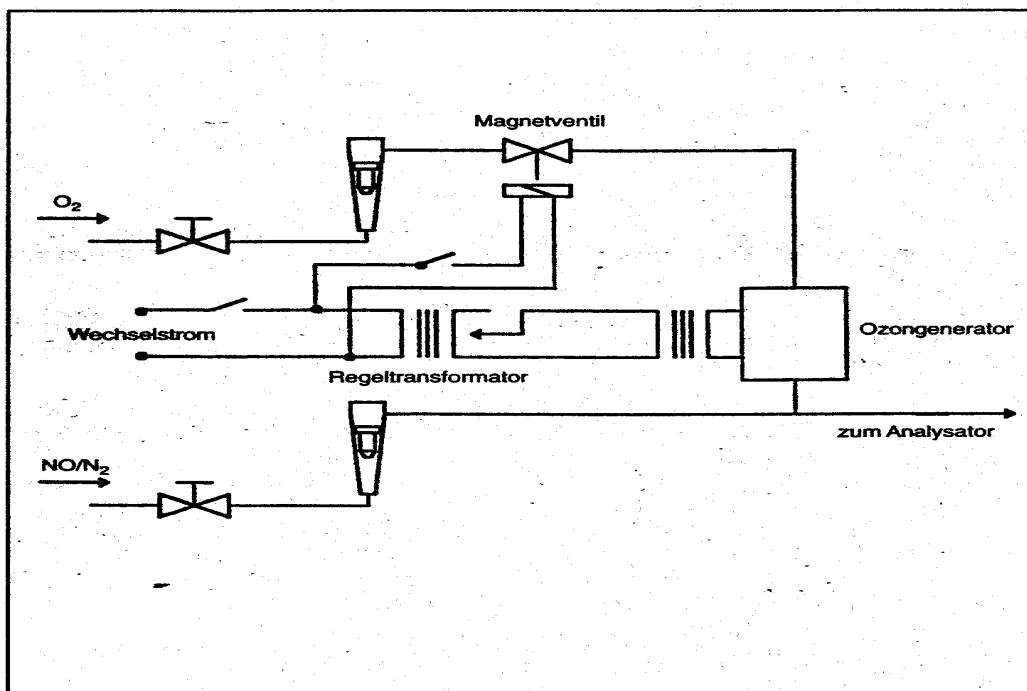 Magnetventil
O₂
Wechselstrom
Ozongenerator
Regeltransformator
zum Analysator
NO/N₂